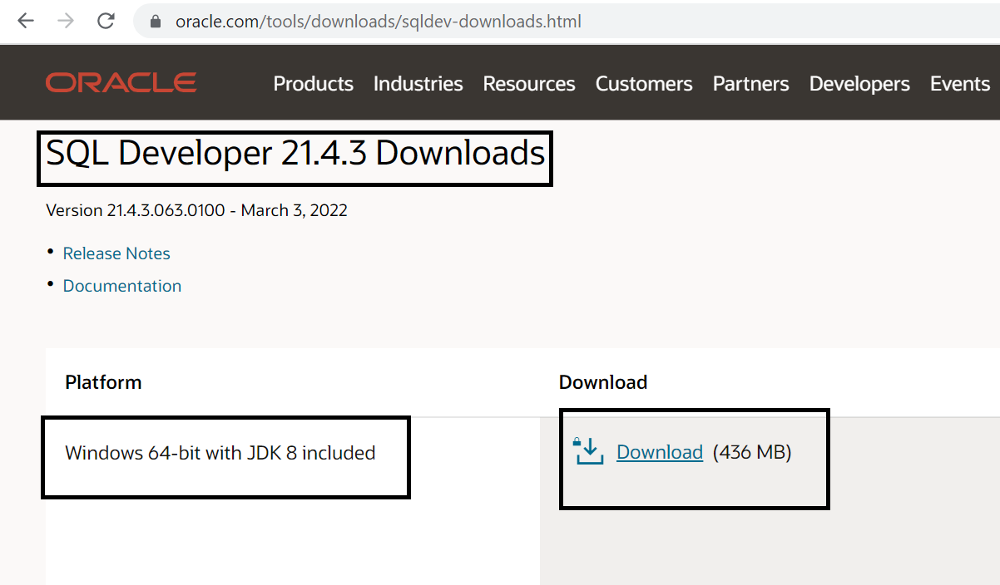 oracle.com/tools/downloads/sqldev-downloads.html
ORACLE Products Industries Resources Customers Partners Developers Events
SQL Developer 21.4.3 Downloads
Version 21.4.3.063.0100 - March 3, 2022
• Release Notes
• Documentation
Platform Download
Windows 64-bit with JDK 8 included Download (436 MB)